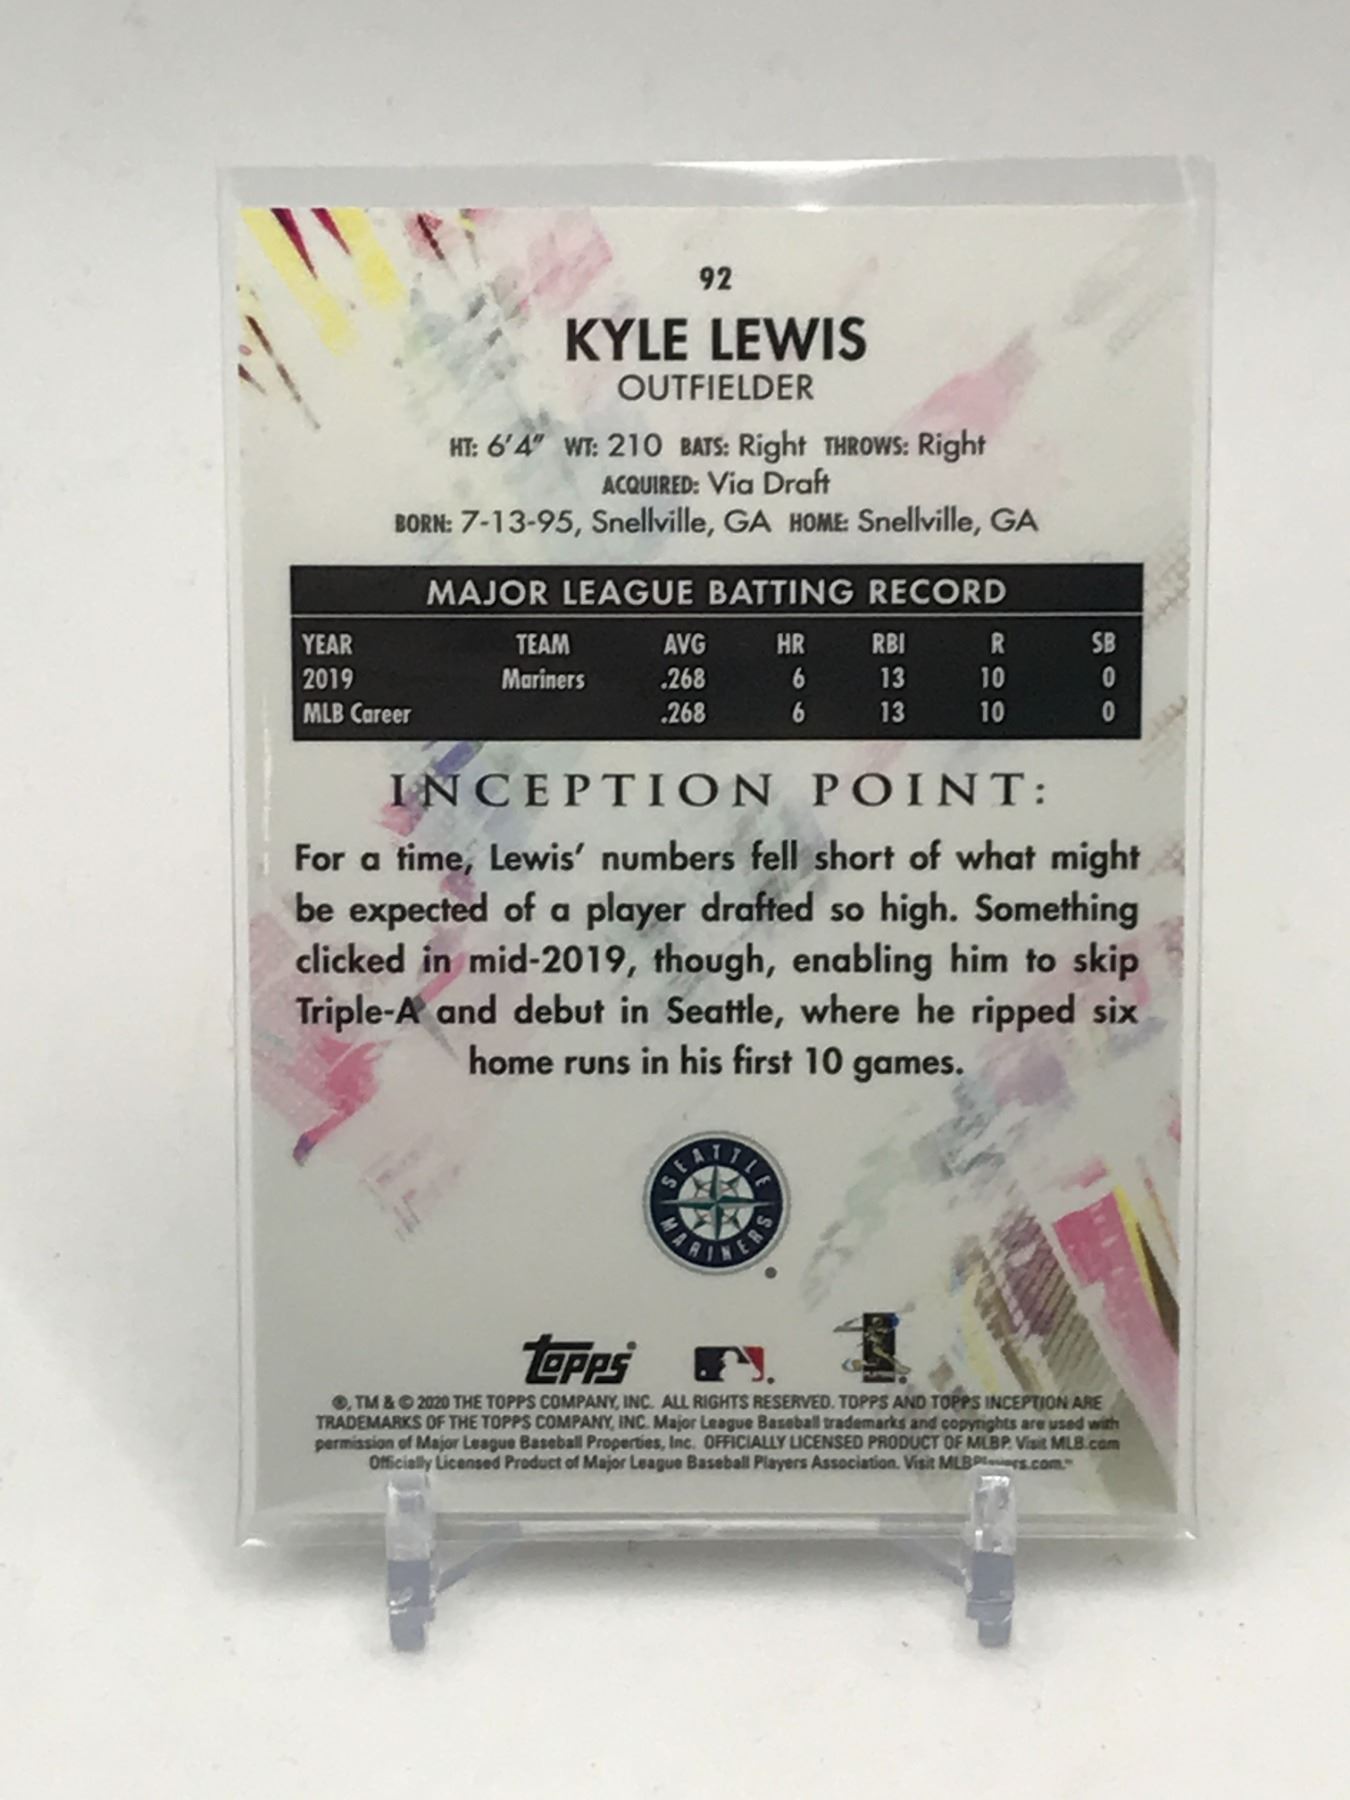 92
KYLE LEWIS
OUTFIELDER
HT: 6'4" WT: 210 BATS: Right THROWS: Right
ACQUIRED: Via Draft
BORN: 7-13-95, Snellville, GA HOME: Snellville, GA
MAJOR LEAGUE BATTING RECORD
YEAR TEAM AVG HR RBI R SB
2019 Mariners .268 6 13 10 0
MLB Career .268 6 13 10 0
INCEPTION POINT:
For a time, Lewis' numbers fell short of what might
be expected of a player drafted so high. Something
clicked in mid-2019, though, enabling him to skip
Triple-A and debut in Seattle, where he ripped six
home runs in his first 10 games.
SEATTLE
MARINERS
Topps
®, TM & © 2020 THE TOPPS COMPANY, INC. ALL RIGHTS RESERVED. TOPPS AND TOPPS INCEPTION ARE
TRADEMARKS OF THE TOPPS COMPANY, INC. Major League Baseball trademarks and copyrights are used with
permission of Major League Baseball Properties, Inc. OFFICIALLY LICENSED PRODUCT OF MLBP. Visit MLB.com
Officially Licensed Product of Major League Baseball Players Association. Visit